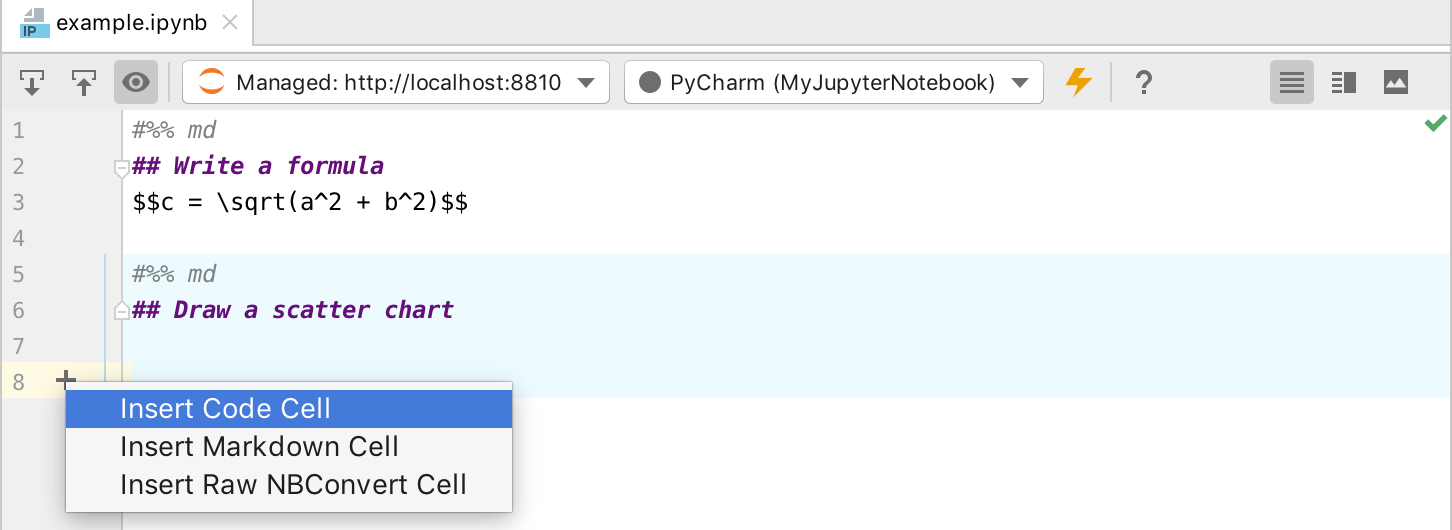 IP example.ipynb
Managed: http://localhost:8810 PyCharm (MyJupyterNotebook) ?
1 #%% md
2 ## Write a formula
3 $$c = \sqrt(a^2 + b^2)$$
4
5 #%% md
6 ## Draw a scatter chart
7
8
Insert Code Cell
Insert Markdown Cell
Insert Raw NBConvert Cell